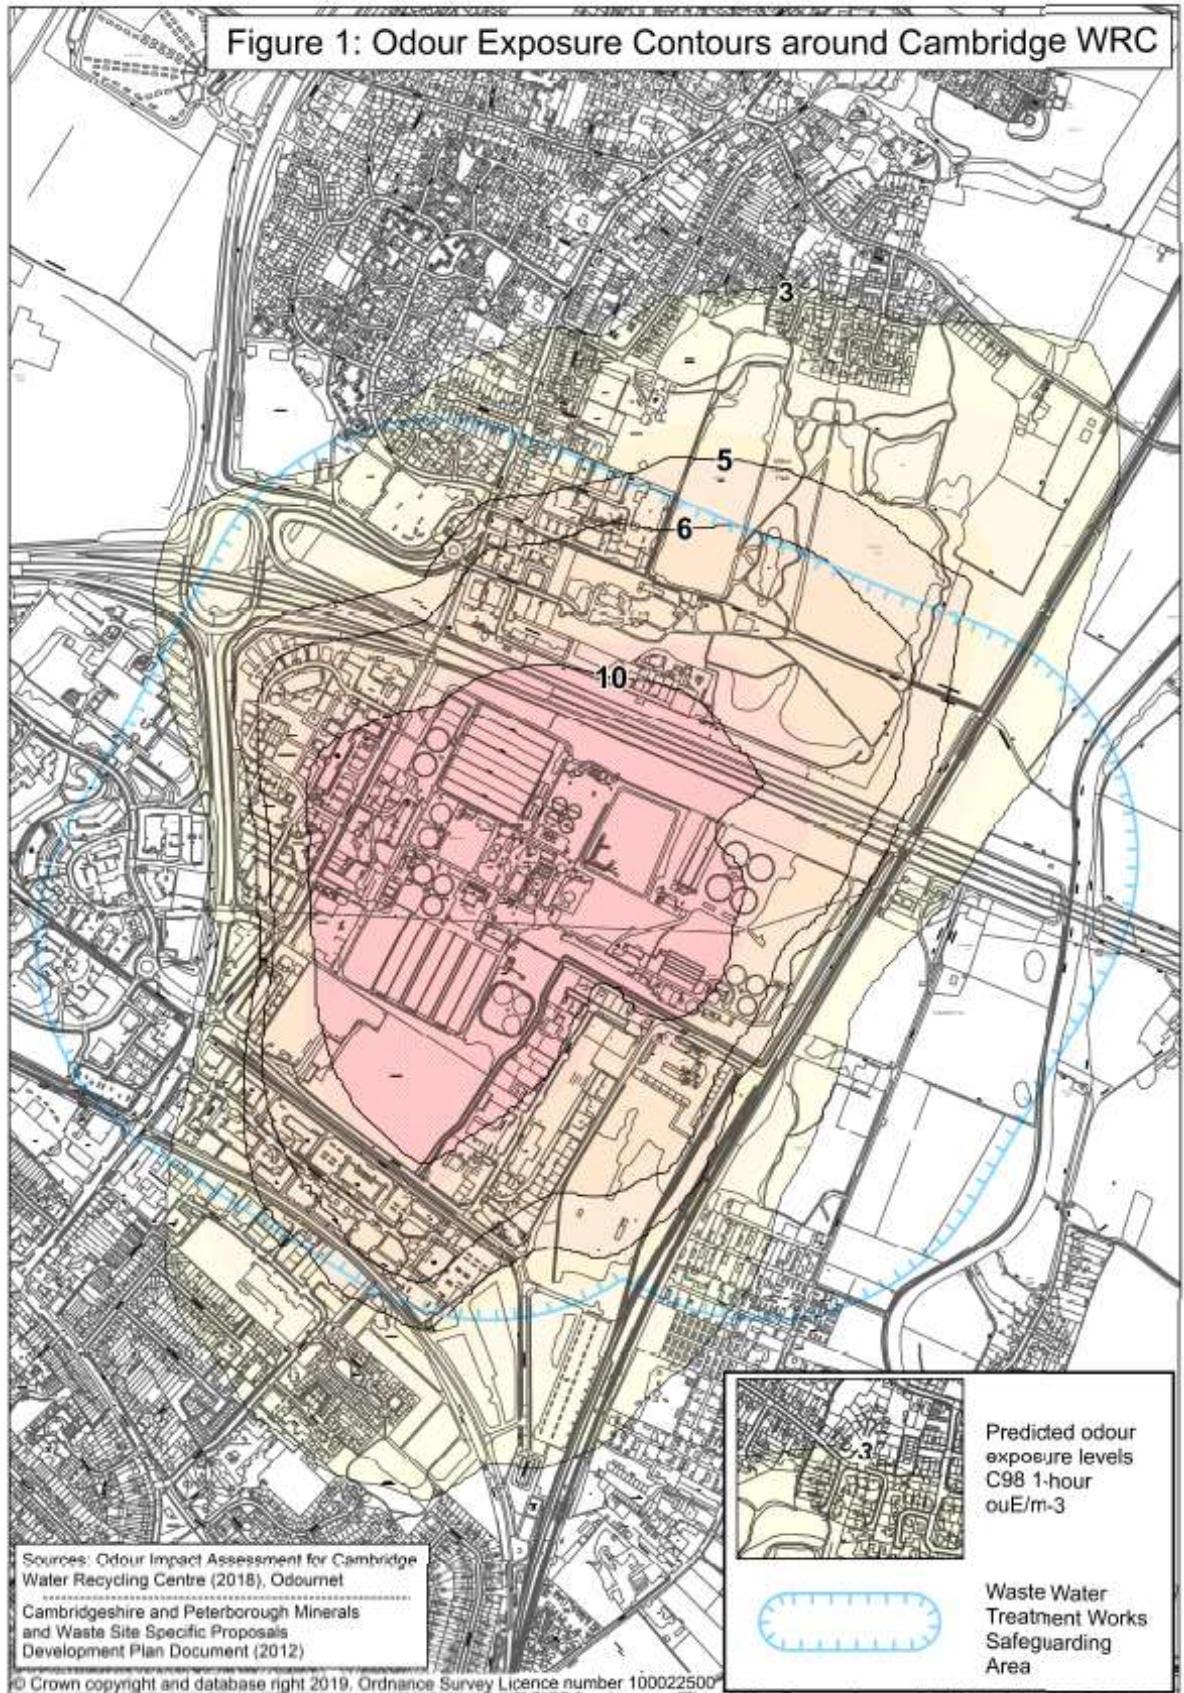 Figure 1: Odour Exposure Contours around Cambridge WRC
3
5
6
10
3
Predicted odour
exposure levels
C98 1-hour
ouE/m-3
Waste Water
Treatment Works
Safeguarding
Area
Sources: Odour Impact Assessment for Cambridge
Water Recycling Centre (2018), Odournet
Cambridgeshire and Peterborough Minerals
and Waste Site Specific Proposals
Development Plan Document (2012)
© Crown copyright and database right 2019. Ordnance Survey Licence number 100022500